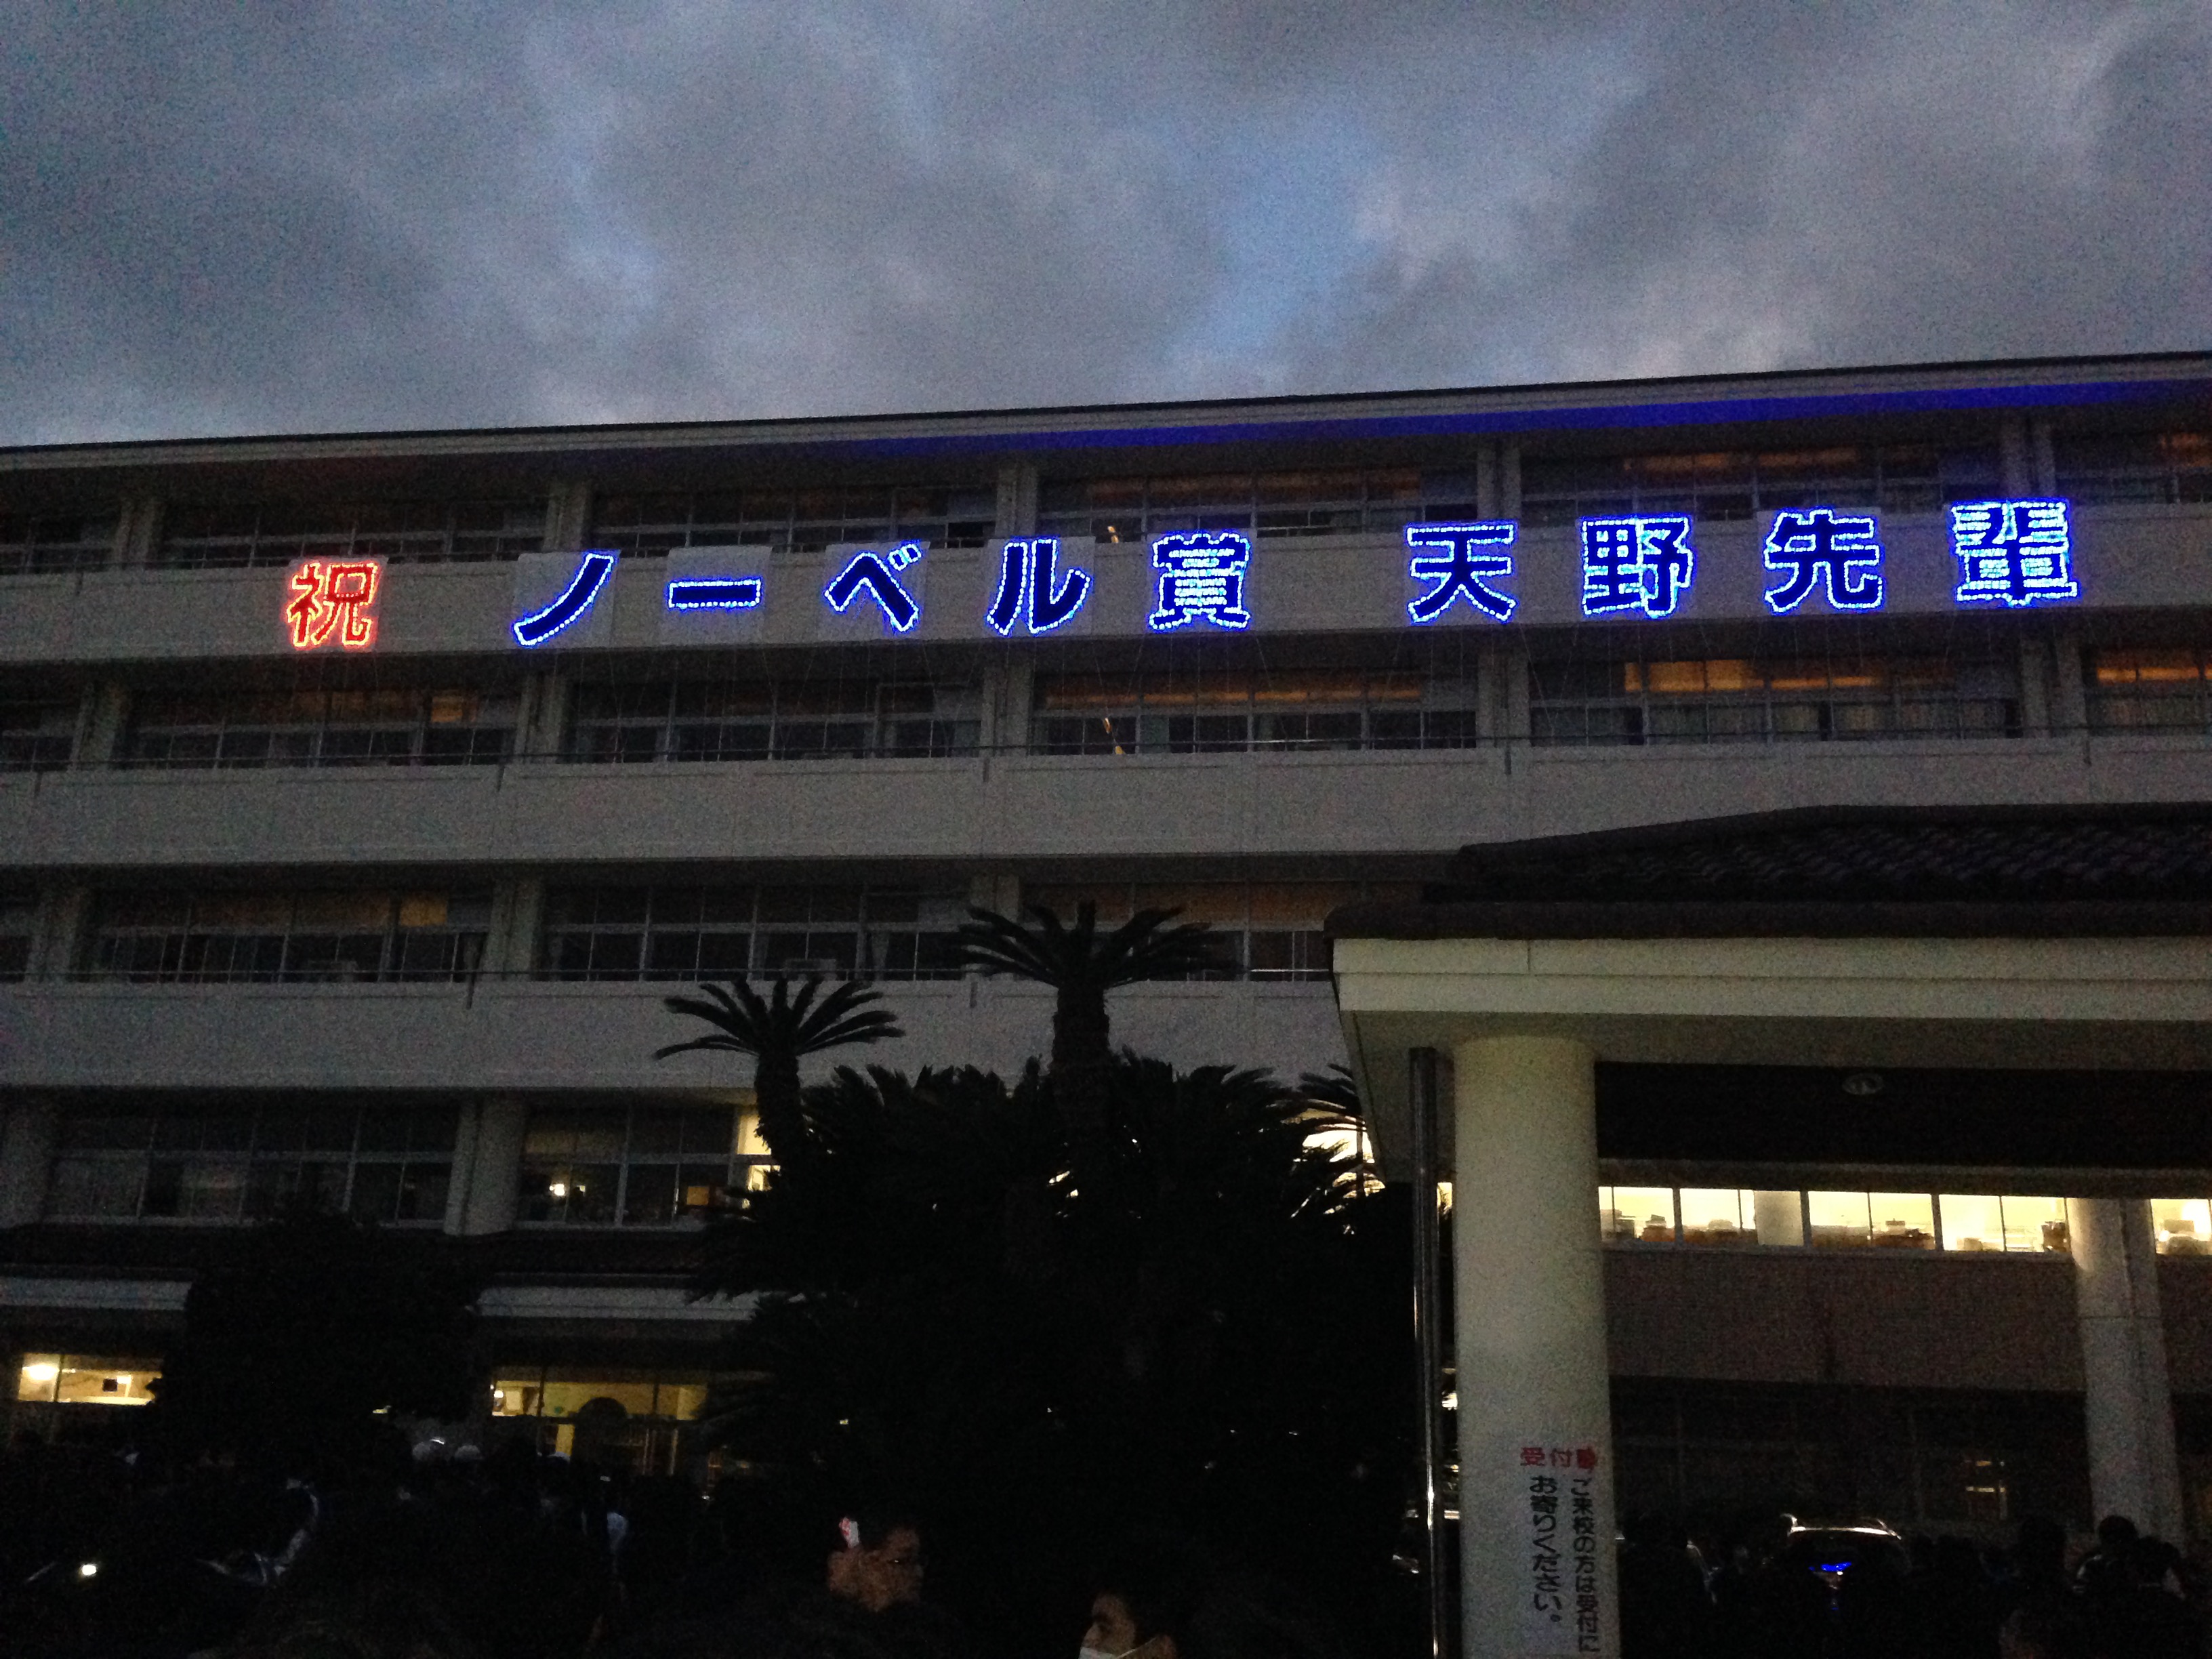 祝 ノーベル賞 天野先輩
受付
ご来校の方は受付に
お寄りください。